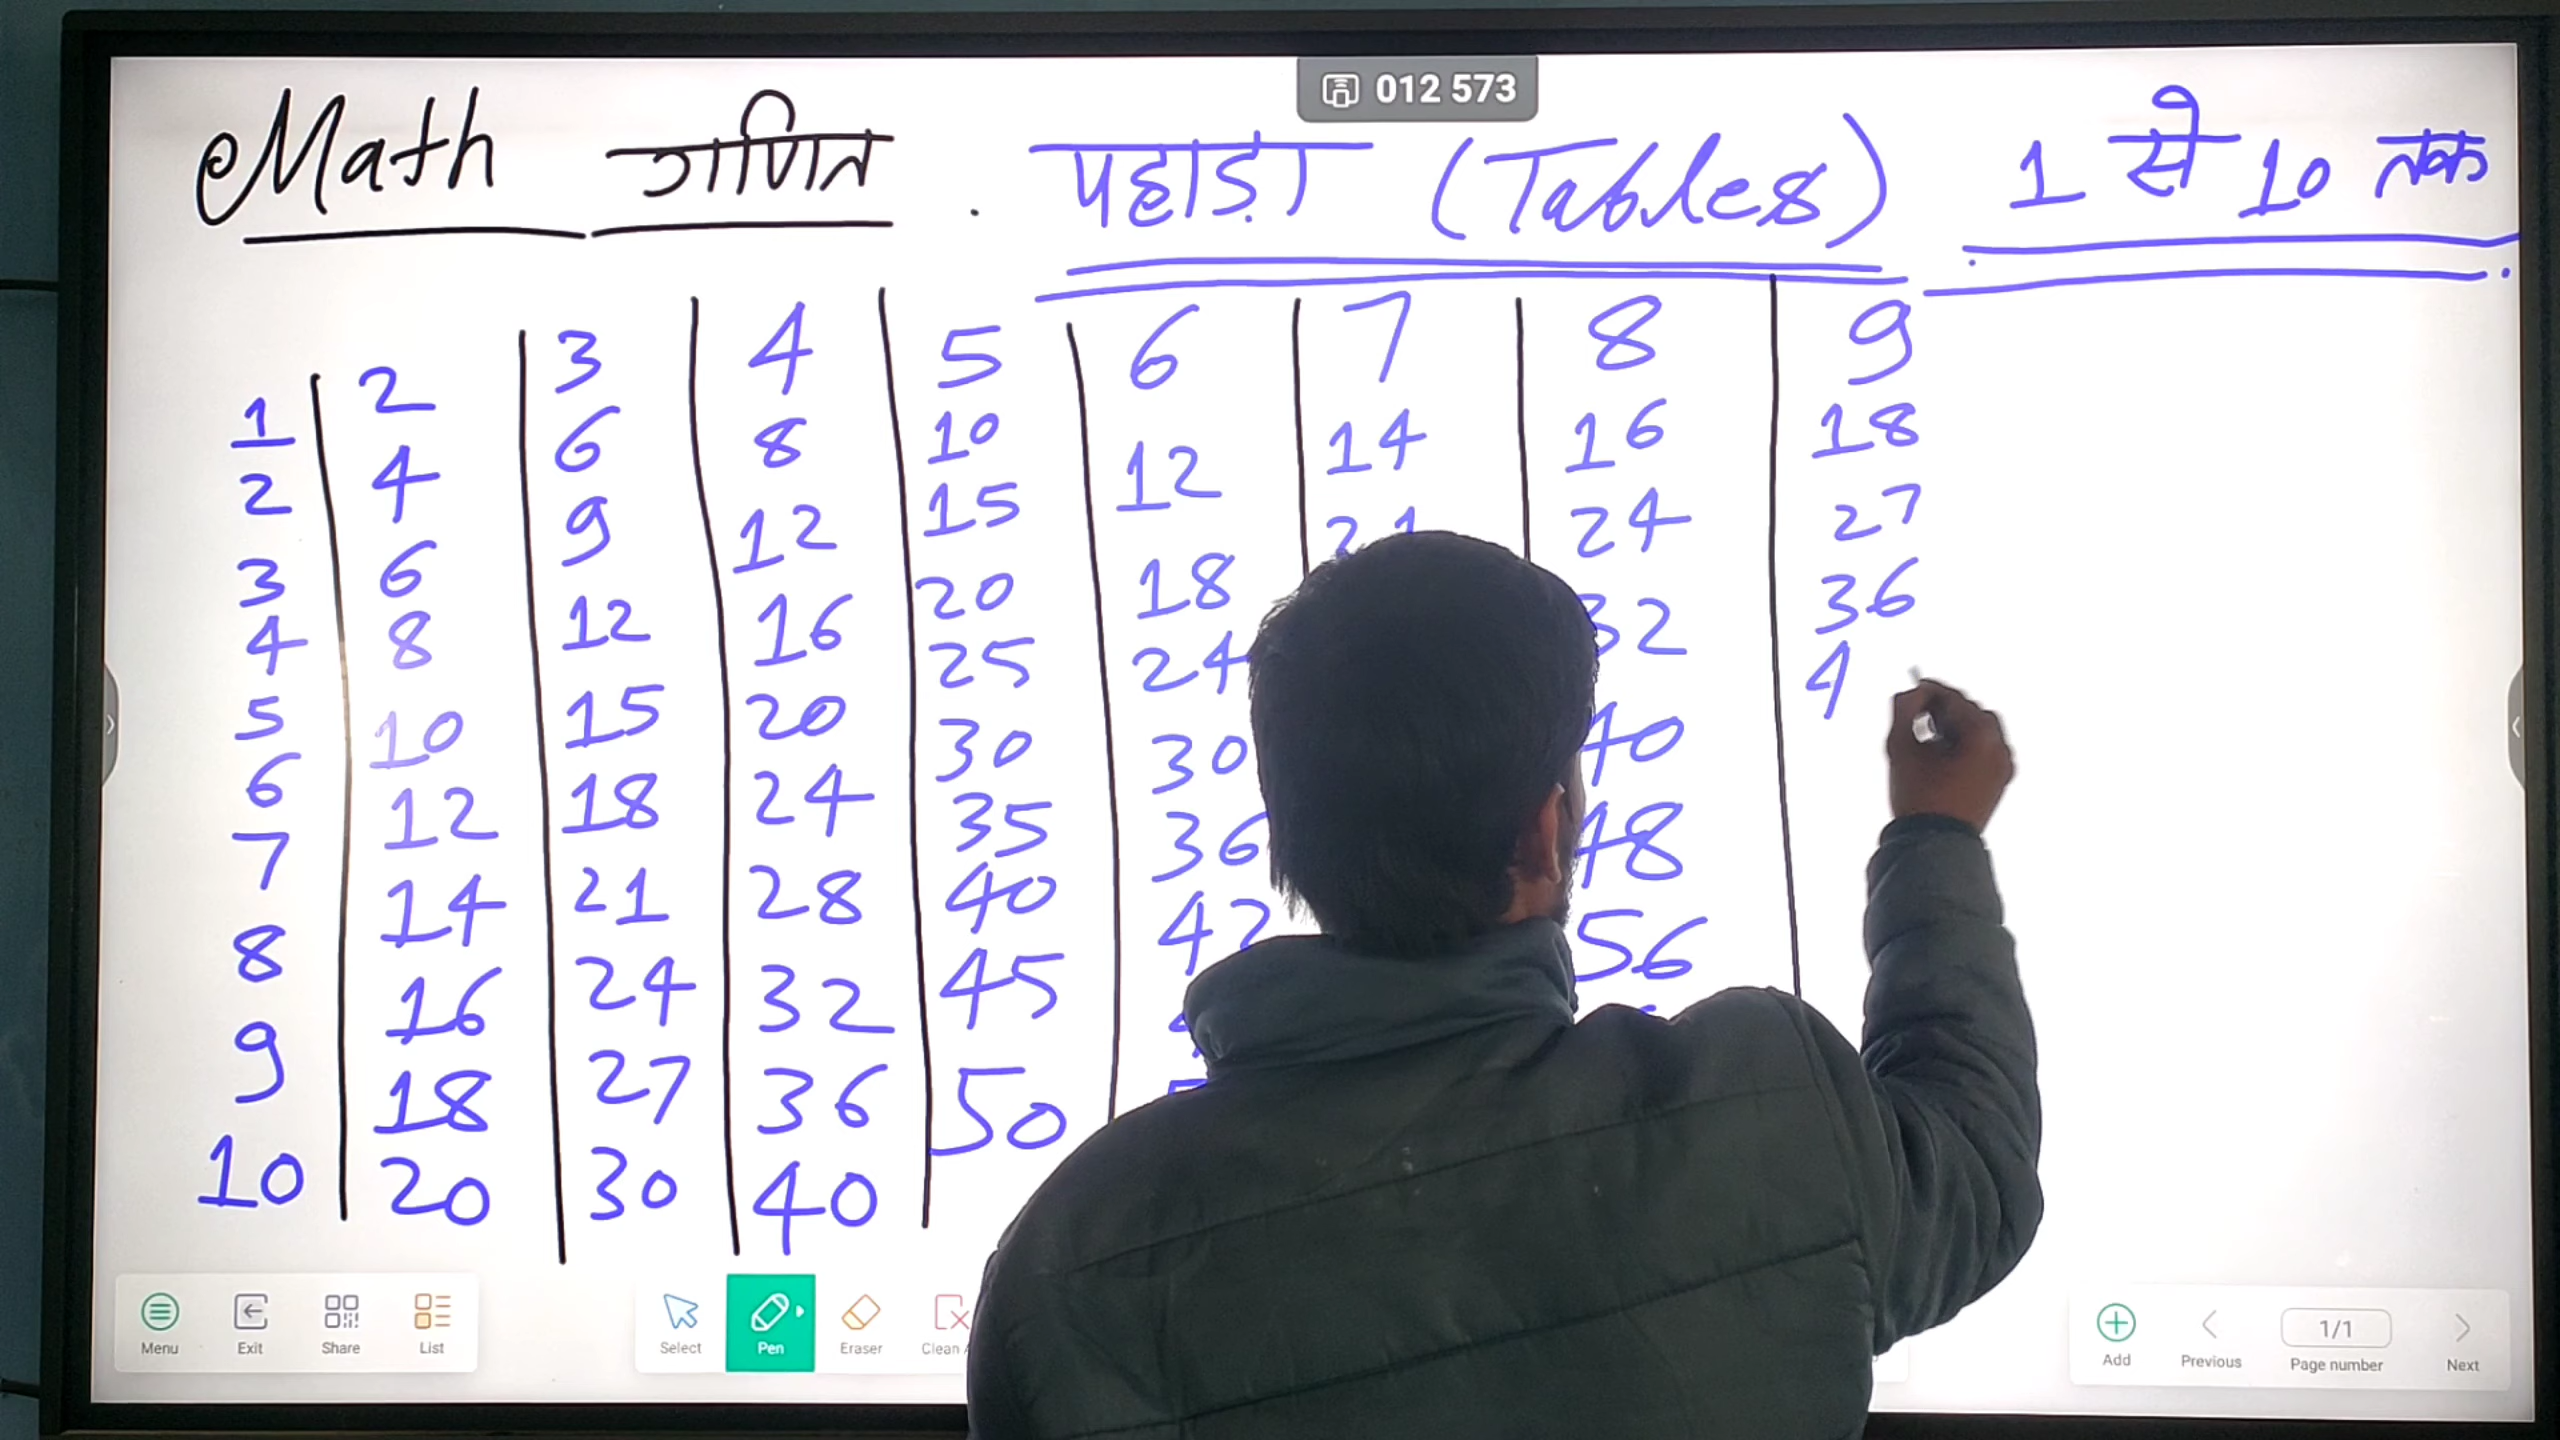 012 573
eMath गणित . पहाड़ा (Tables) 1 से 10 तक
1 2 3 4 5 6 7 8 9
2 4 6 8 10 12 14 16 18
3 6 9 12 15 18 21 24 27
4 8 12 16 20 24 32 36
5 10 15 20 25 30 40 4
6 12 18 24 30 36 48
7 14 21 28 35 42 56
8 16 24 32 40
9 18 27 36 45
10 20 30 40 50
Menu Exit Share List Select Pen Eraser Clean Add Previous 1/1 Page number Next